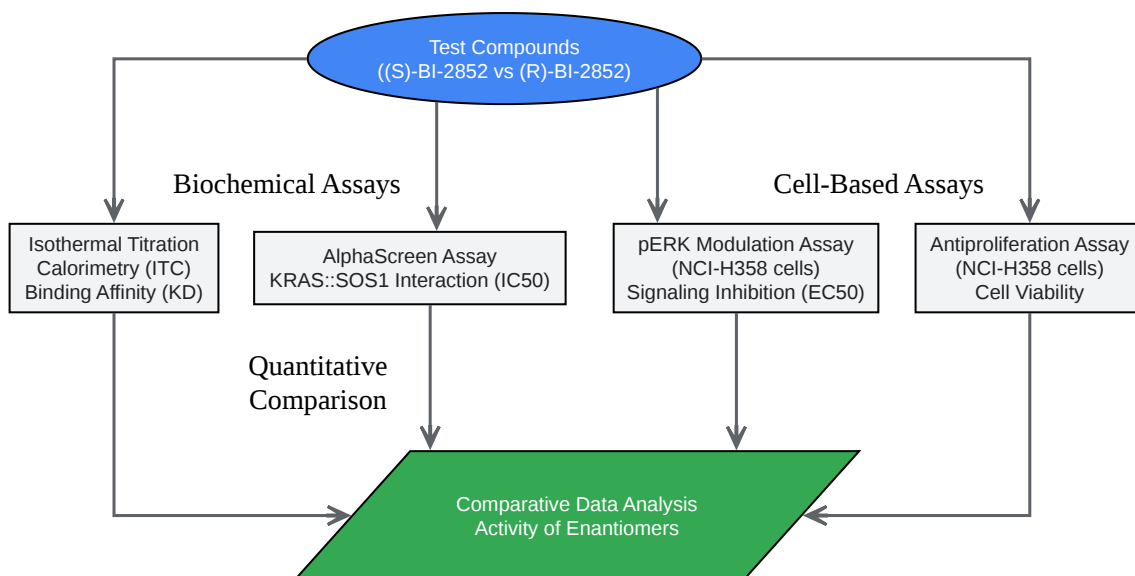 Test Compounds
((S)-BI-2852 vs (R)-BI-2852)
Biochemical Assays
Cell-Based Assays
Isothermal Titration
Calorimetry (ITC)
Binding Affinity (KD)
AlphaScreen Assay
KRAS::SOS1 Interaction (IC50)
pERK Modulation Assay
(NCI-H358 cells)
Signaling Inhibition (EC50)
Antiproliferation Assay
(NCI-H358 cells)
Cell Viability
Quantitative
Comparison
Comparative Data Analysis
Activity of Enantiomers